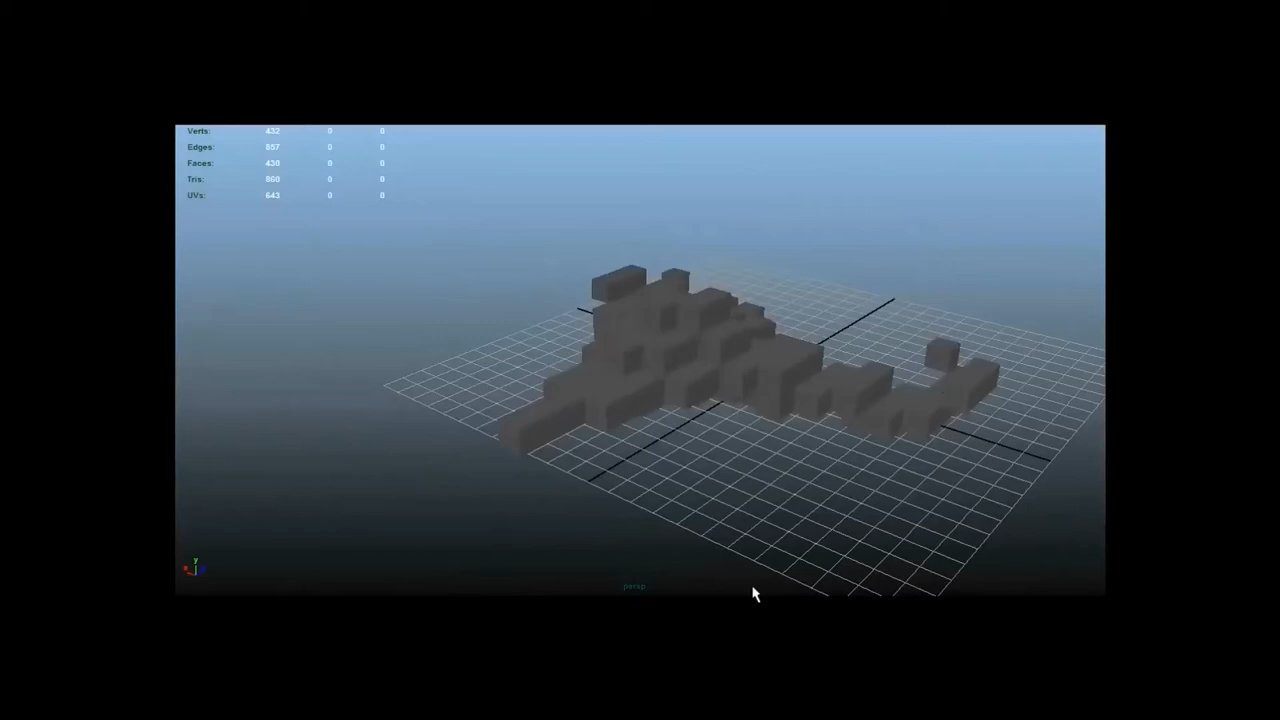 Verts: 432 0 0
Edges: 857 0 0
Faces: 430 0 0
Tris: 860 0 0
UVs: 643 0 0
y
persp